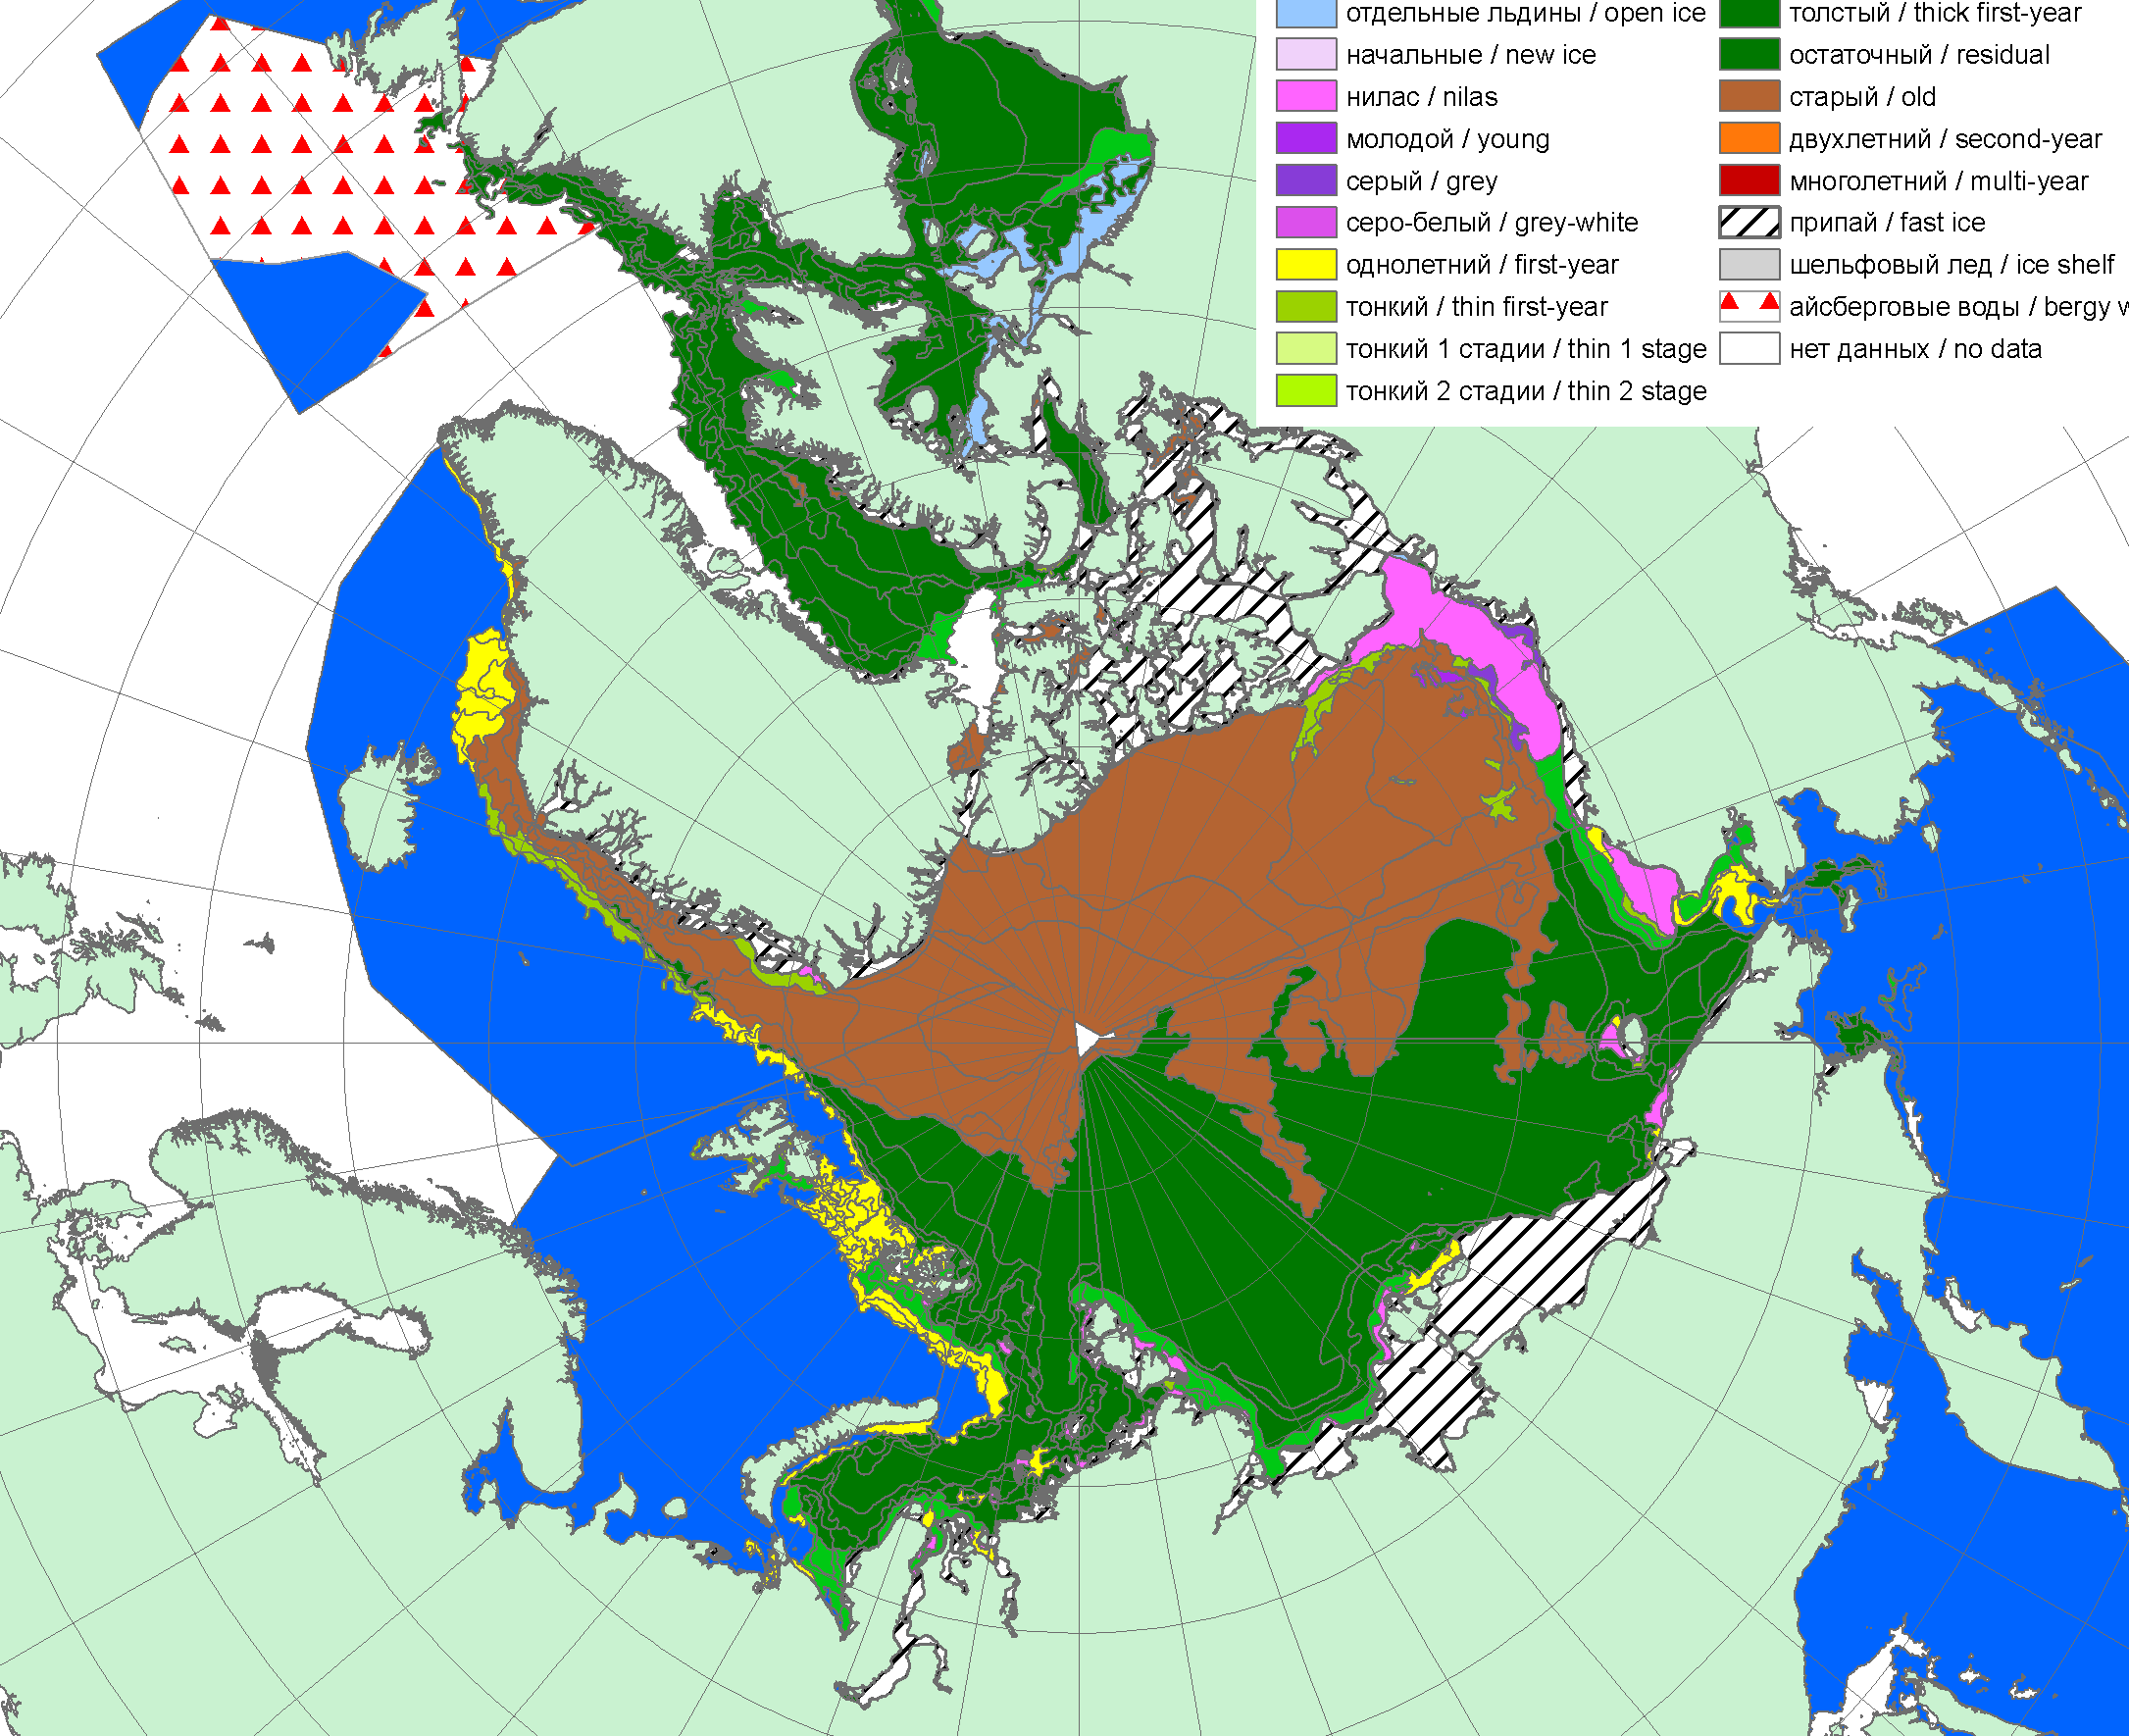 отдельные льдины / open ice
начальные / new ice
нилас / nilas
молодой / young
серый / grey
серо-белый / grey-white
однолетний / first-year
тонкий / thin first-year
тонкий 1 стадии / thin 1 stage
тонкий 2 стадии / thin 2 stage
толстый / thick first-year
остаточный / residual
старый / old
двухлетний / second-year
многолетний / multi-year
припай / fast ice
шельфовый лед / ice shelf
айсберговые воды / bergy w
нет данных / no data